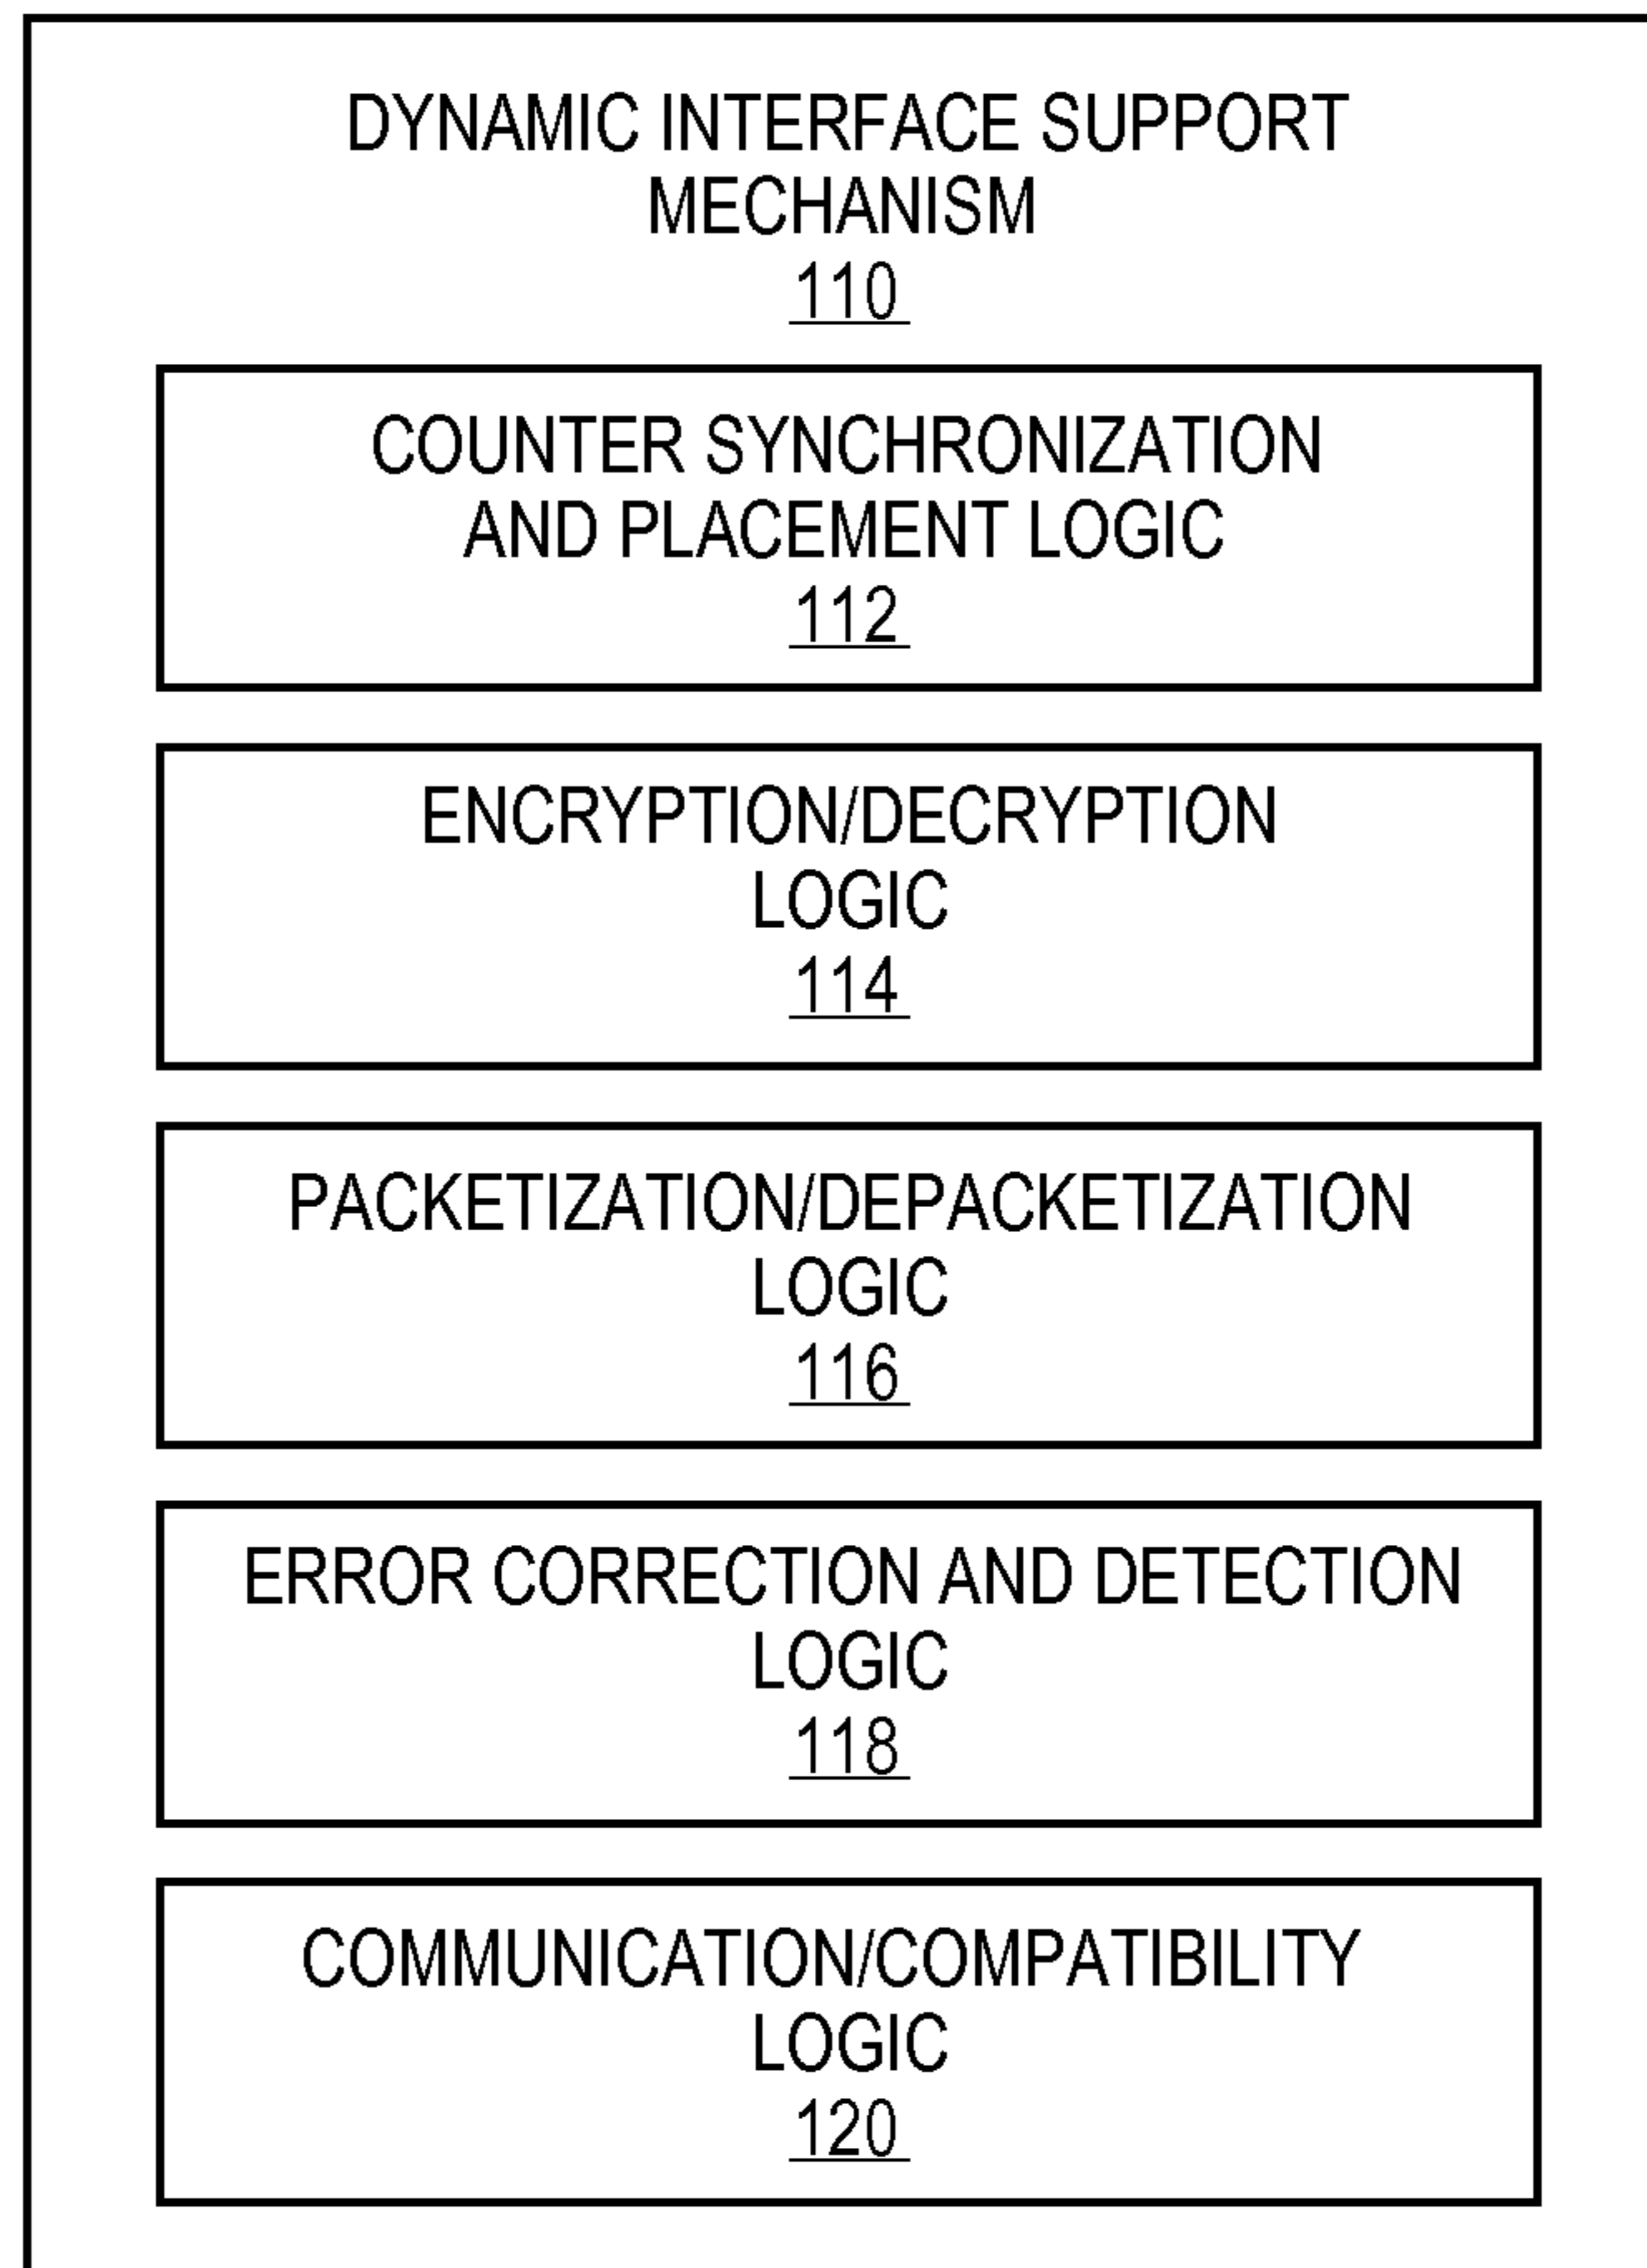 DYNAMIC INTERFACE SUPPORT
MECHANISM
110
COUNTER SYNCHRONIZATION
AND PLACEMENT LOGIC
112
ENCRYPTION/DECRYPTION
LOGIC
114
PACKETIZATION/DEPACKETIZATION
LOGIC
116
ERROR CORRECTION AND DETECTION
LOGIC
118
COMMUNICATION/COMPATIBILITY
LOGIC
120